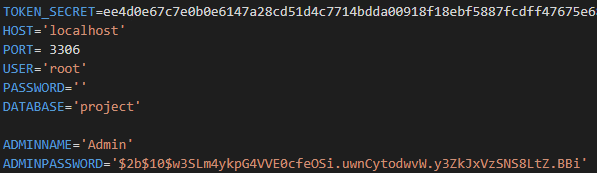 TOKEN_SECRET=ee4d0e67c7e0b0e6147a28cd51d4c7714bdda00918f18ebf5887fcdff47675e6
HOST='localhost'
PORT= 3306
USER='root'
PASSWORD=''
DATABASE='project'
ADMINNAME='Admin'
ADMINPASSWORD='$2b$10$w3SLm4ykpG4VVE0cfeOSi.uwnCytodwvW.y3ZkJxVzSNS8LtZ.BBi'